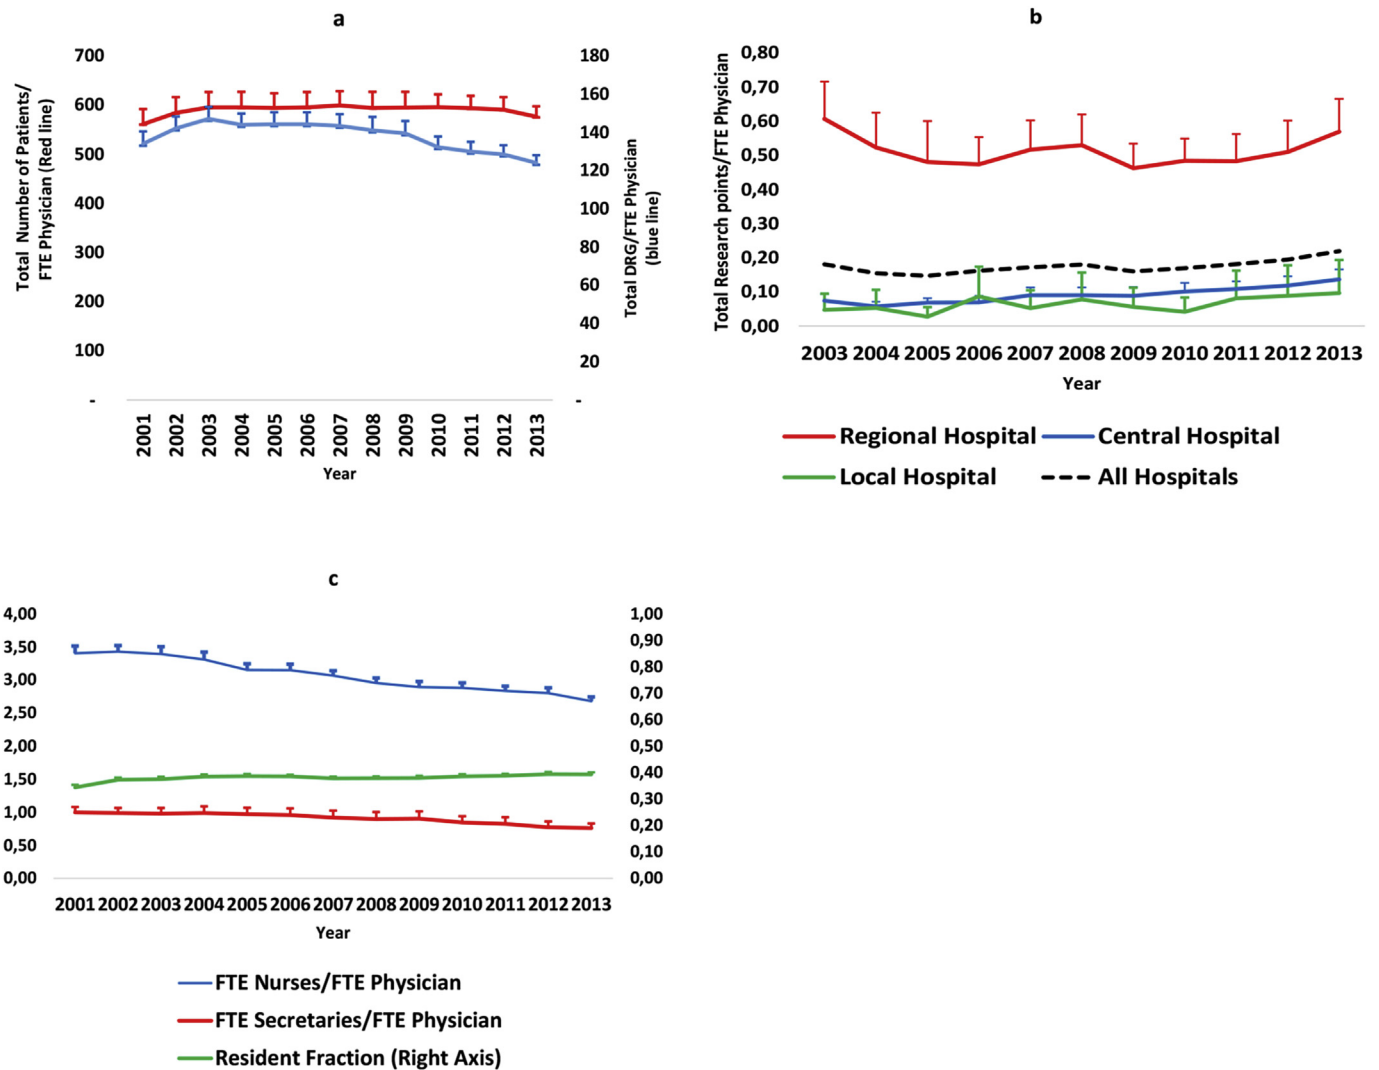 a
Total Number of Patients/
FTE Physician (Red line)
700
600
500
400
300
200
100
-
180
160
140
120
100
80
60
40
20
-
Total DRG/FTE Physician
(blue line)
2001 2002 2003 2004 2005 2006 2007 2008 2009 2010 2011 2012 2013
Year
b
Total Research points/FTE Physician
0,80
0,70
0,60
0,50
0,40
0,30
0,20
0,10
0,00
2003 2004 2005 2006 2007 2008 2009 2010 2011 2012 2013
Year
Regional Hospital Central Hospital
Local Hospital All Hospitals
c
4,00
3,50
3,00
2,50
2,00
1,50
1,00
0,50
0,00
1,00
0,90
0,80
0,70
0,60
0,50
0,40
0,30
0,20
0,10
0,00
2001 2002 2003 2004 2005 2006 2007 2008 2009 2010 2011 2012 2013
Year
FTE Nurses/FTE Physician
FTE Secretaries/FTE Physician
Resident Fraction (Right Axis)